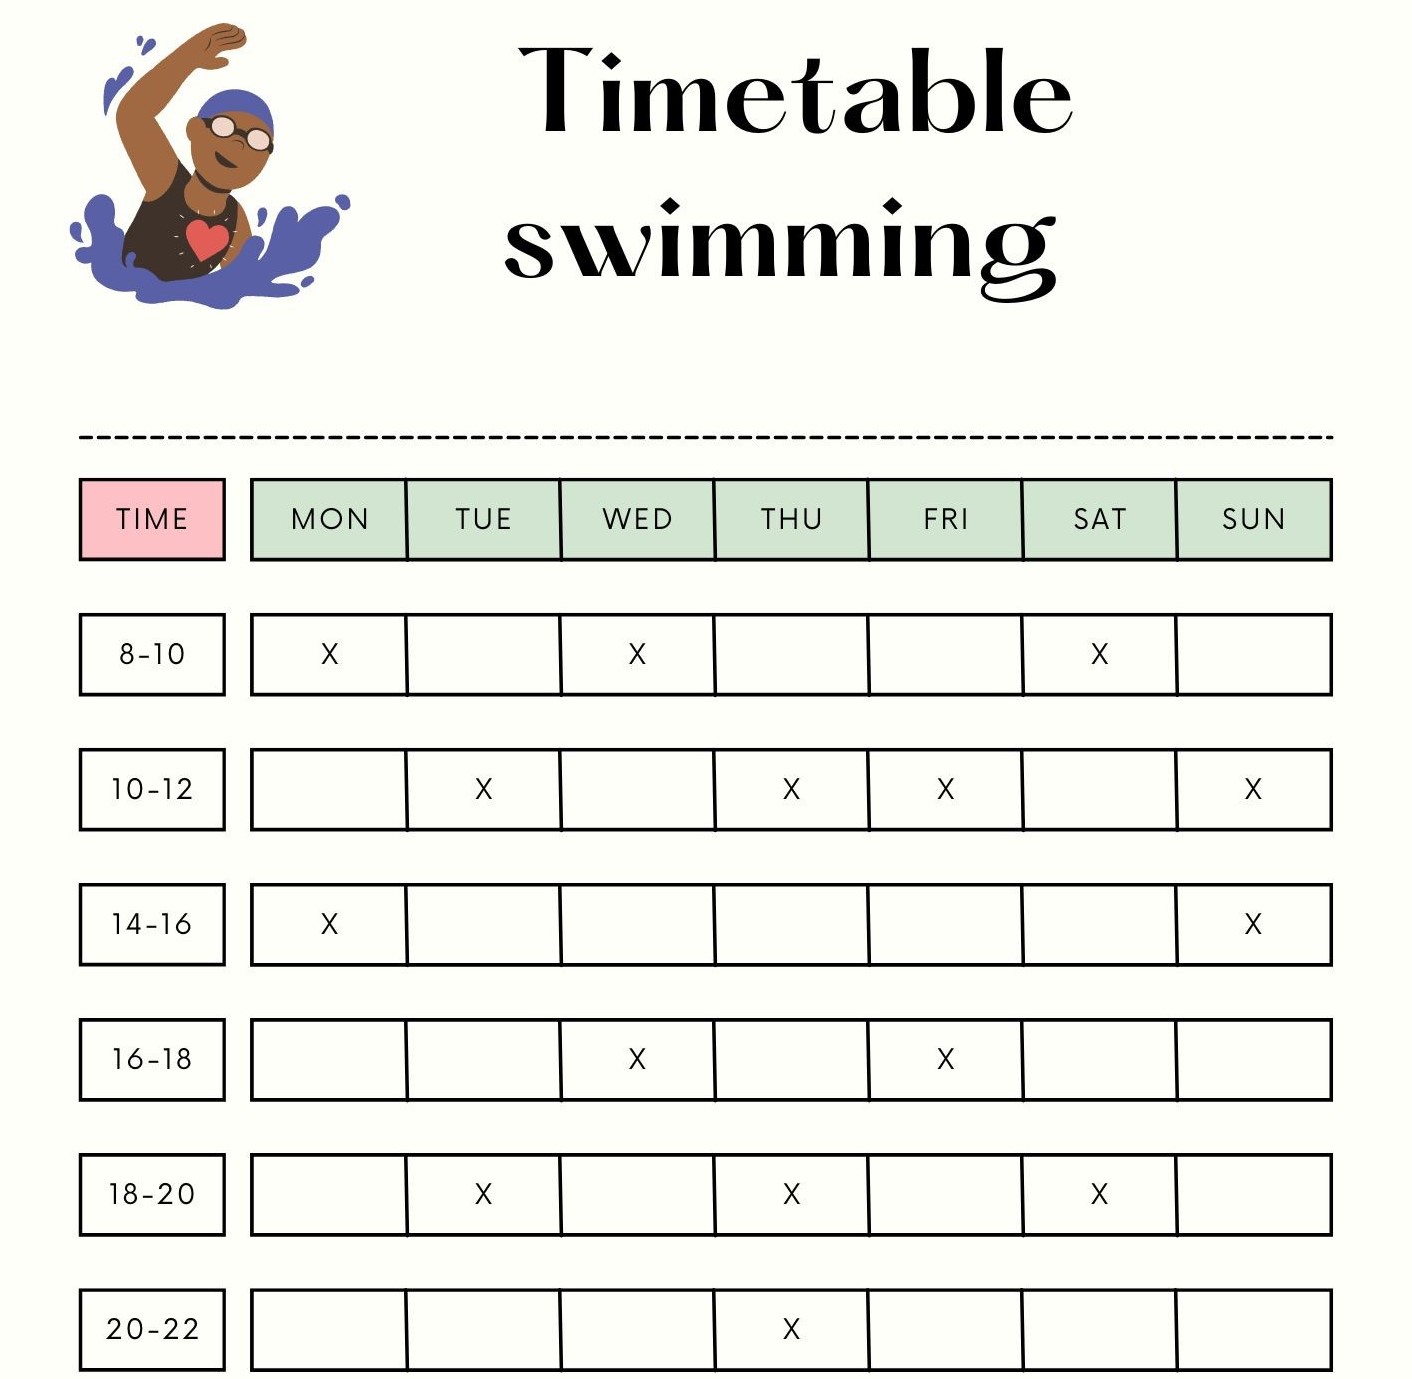 Timetable
swimming
TIME MON TUE WED THU FRI SAT SUN
8-10 X X X
10-12 X X X X
14-16 X X
16-18 X X
18-20 X X X
20-22 X